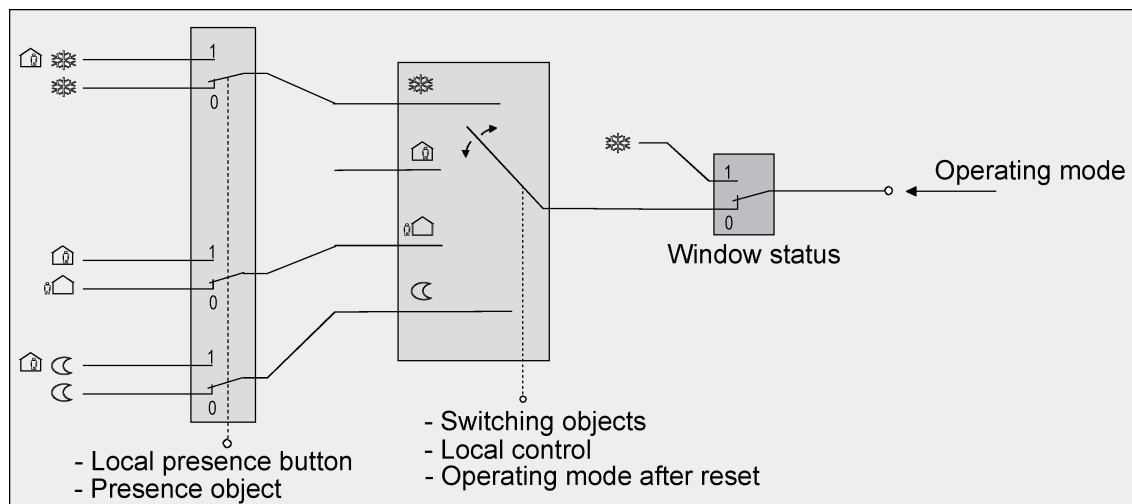 1
0
1
0
1
0
- Local presence button
- Presence object
- Switching objects
- Local control
- Operating mode after reset
1
0
Window status
Operating mode